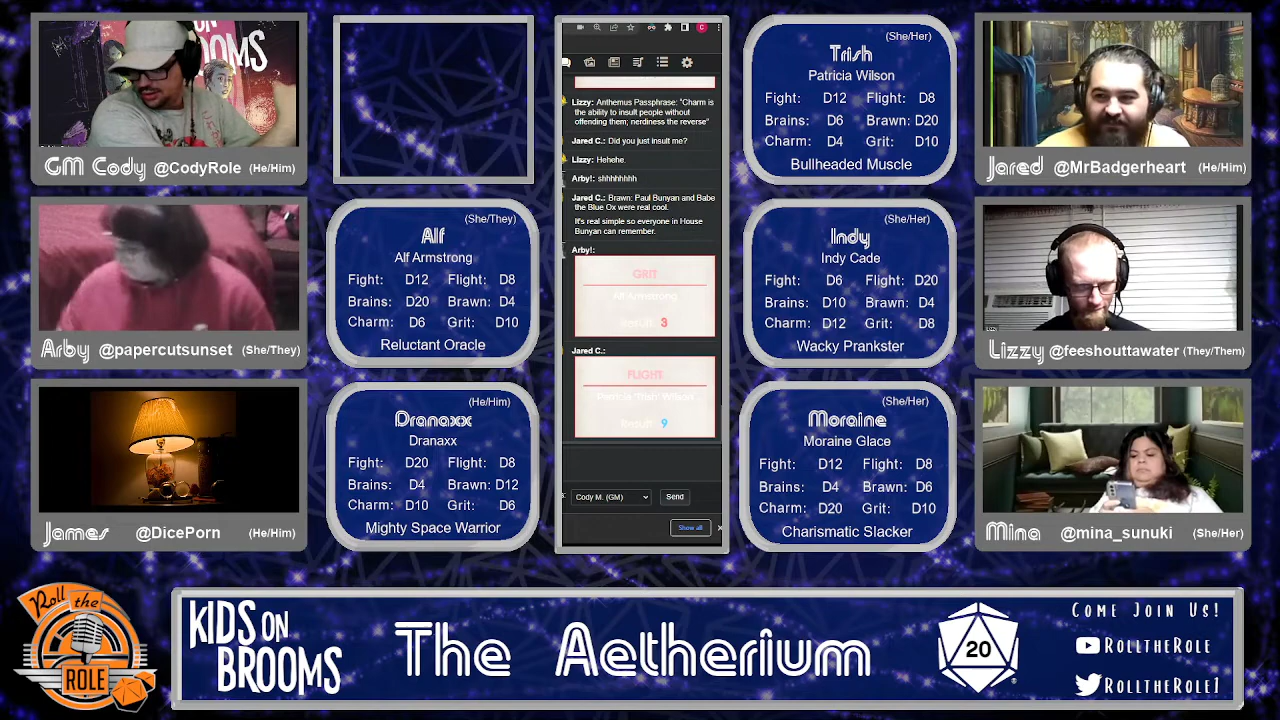 ON
OOMS
GM Cody @CodyRole (He/Him)
Arby @papercutsunset (She/They)
James @DicePorn (He/Him)
(She/They)
Alf
Alf Armstrong
Fight: D12 Flight: D8
Brains: D20 Brawn: D4
Charm: D6 Grit: D10
Reluctant Oracle
(He/Him)
Dranaxx
Dranaxx
Fight: D20 Flight: D8
Brains: D4 Brawn: D12
Charm: D10 Grit: D6
Mighty Space Warrior
Lizzy: Anthemus Passphrase: "Charm is
the ability to insult people without
offending them; nerdiness the reverse"
Jared C.: Did you just insult me?
Lizzy: Hehehe.
Arby!: shhhhhhhh
Jared C.: Brawn: Paul Bunyan and Babe
the Blue Ox were real cool.
It's real simple so everyone in House
Bunyan can remember.
Arby!:
GRIT
Alf Armstrong
Result: 3
Jared C.:
FLIGHT
Patricia "Trish" Wilson
Result: 9
Cody M. (GM) Send
Show all
(She/Her)
Trish
Patricia Wilson
Fight: D12 Flight: D8
Brains: D6 Brawn: D20
Charm: D4 Grit: D10
Bullheaded Muscle
(She/Her)
Indy
Indy Cade
Fight: D6 Flight: D20
Brains: D10 Brawn: D4
Charm: D12 Grit: D8
Wacky Prankster
(She/Her)
Moraine
Moraine Glace
Fight: D12 Flight: D8
Brains: D4 Brawn: D6
Charm: D20 Grit: D10
Charismatic Slacker
Jared @MrBadgerheart (He/Him)
Lizzy @feeshouttawater (They/Them)
Mina @mina_sunuki (She/Her)
Roll the
ROLE
KIDS ON
BROOMS
The Aetherium
20
Come Join Us!
RolltheRole
RolltheRole1